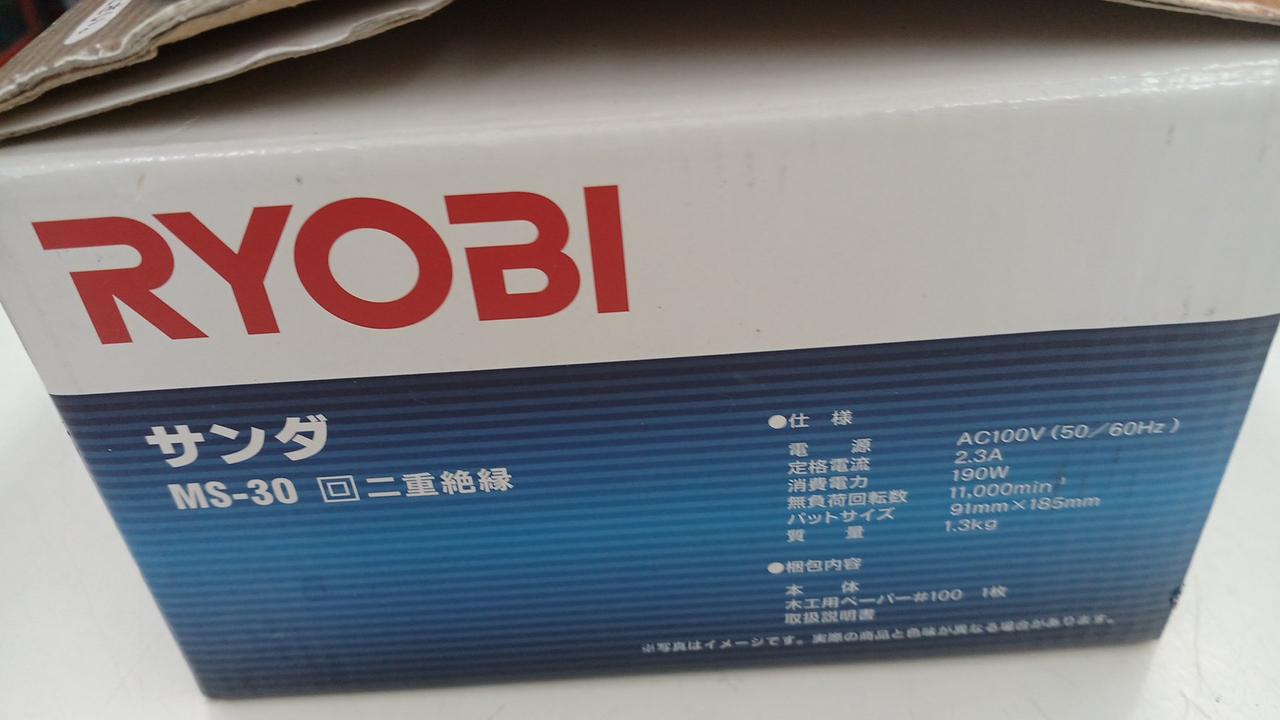 RYOBI
サンダ
MS-30 回 二重絶縁
●仕 様
電 源 AC100V (50/60Hz)
定格電流 2.3A
消費電力 190W
無負荷回転数 11,000min⁻¹
パットサイズ 91mm×185mm
質 量 1.3kg
●梱包内容
本 体
木工用ペーパー#100 1枚
取扱説明書
※写真はイメージです。実際の商品と色味が異なる場合があります。